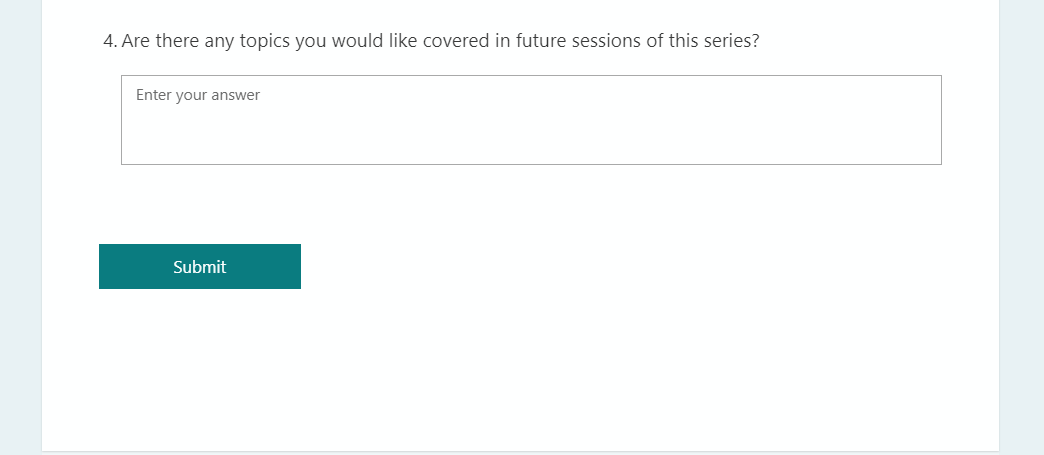 4. Are there any topics you would like covered in future sessions of this series?
Enter your answer
Submit